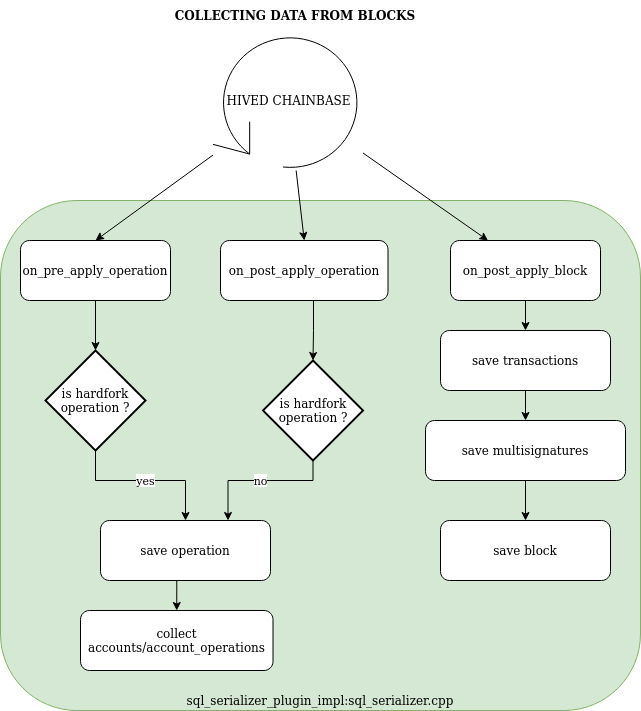 COLLECTING DATA FROM BLOCKS
HIVED CHAINBASE
on_pre_apply_operation
on_post_apply_operation
on_post_apply_block
is hardfork
operation ?
is hardfork
operation ?
save transactions
save multisignatures
yes
no
save operation
save block
collect
accounts/account_operations
sql_serializer_plugin_impl:sql_serializer.cpp